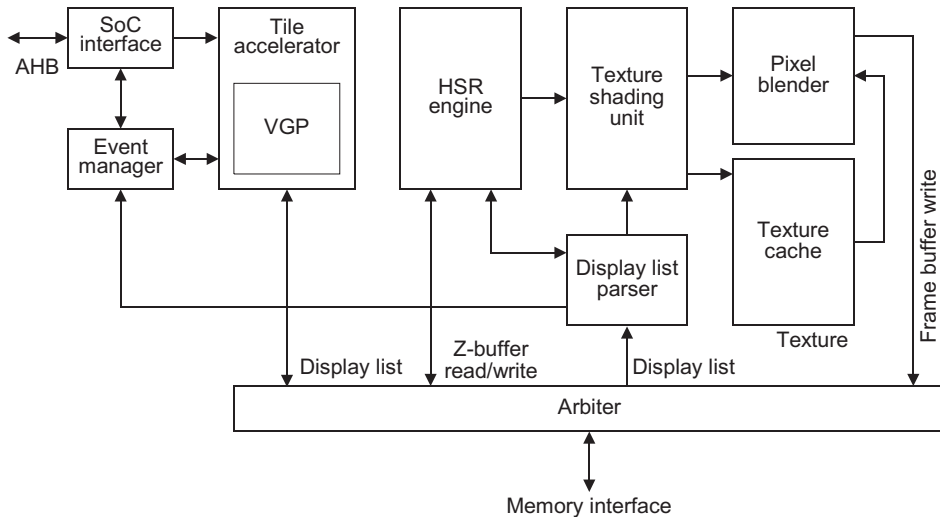 SoC
interface
AHB
Event
manager
Tile
accelerator
VGP
HSR
engine
Texture
shading
unit
Pixel
blender
Texture
cache
Texture
Display list
parser
Frame buffer write
Display list
Z-buffer
read/write
Display list
Arbiter
Memory interface